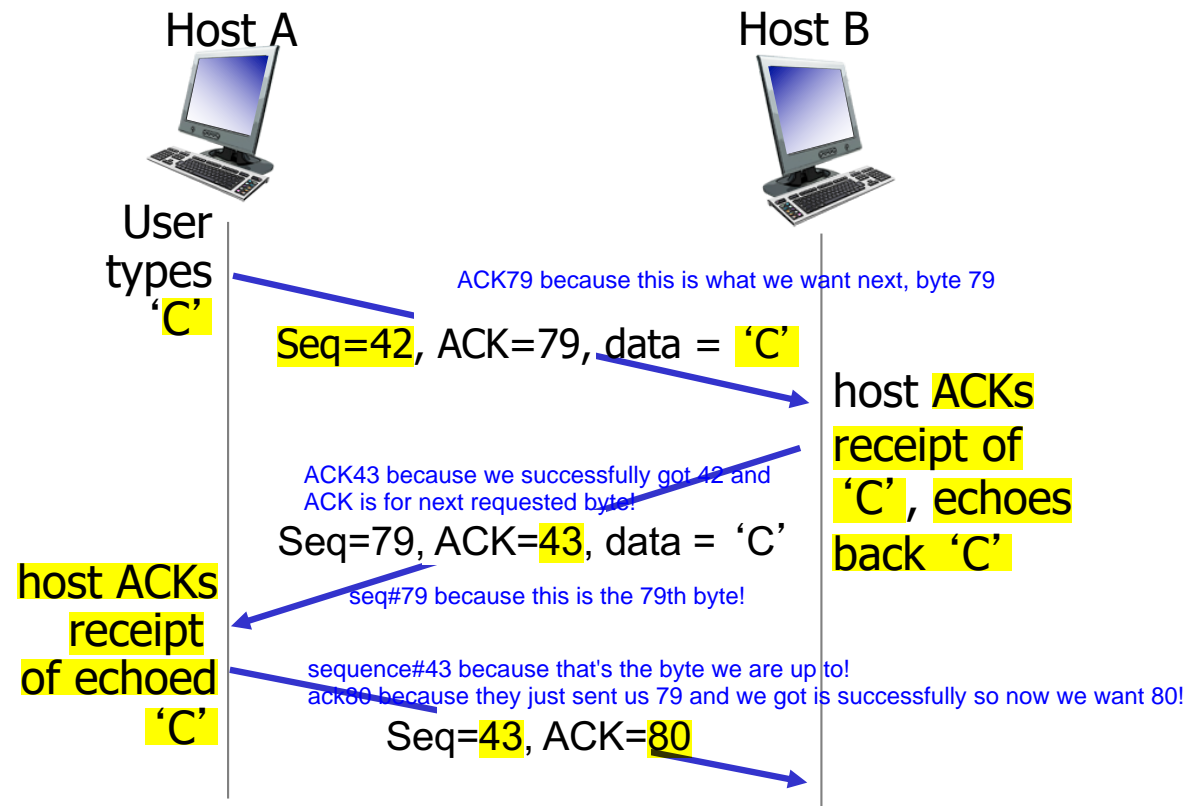 Host A
Host B
User
types
‘C’
ACK79 because this is what we want next, byte 79
Seq=42, ACK=79, data = ‘C’
host ACKs
receipt of
‘C’, echoes
back ‘C’
ACK43 because we successfully got 42 and
ACK is for next requested byte!
Seq=79, ACK=43, data = ‘C’
seq#79 because this is the 79th byte!
host ACKs
receipt
of echoed
‘C’
sequence#43 because that's the byte we are up to!
ack80 because they just sent us 79 and we got is successfully so now we want 80!
Seq=43, ACK=80